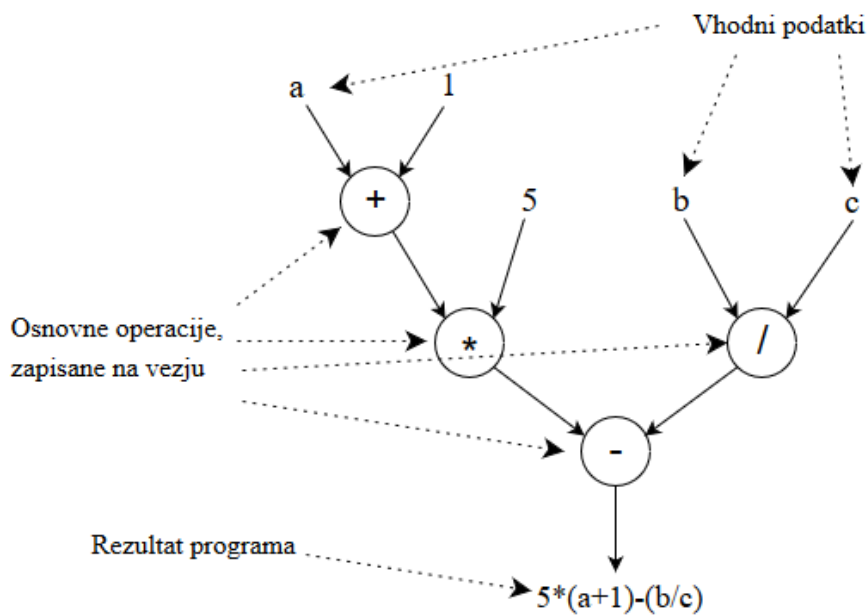 Vhodni podatki
a
1
+
5
b
c
Osnovne operacije,
zapisane na vezju
*
/
-
Rezultat programa
5*(a+1)-(b/c)